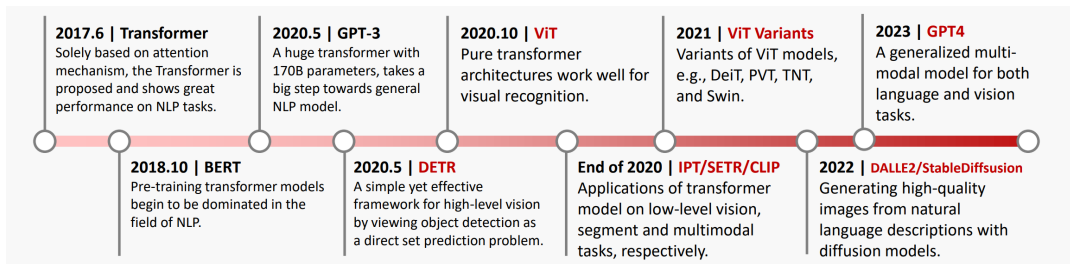 2017.6 | Transformer
Solely based on attention
mechanism, the Transformer is
proposed and shows great
performance on NLP tasks.
2018.10 | BERT
Pre-training transformer models
begin to be dominated in the
field of NLP.
2020.5 | GPT-3
A huge transformer with
170B parameters, takes a
big step towards general
NLP model.
2020.5 | DETR
A simple yet effective
framework for high-level vision
by viewing object detection as
a direct set prediction problem.
2020.10 | ViT
Pure transformer
architectures work well for
visual recognition.
End of 2020 | IPT/SETR/CLIP
Applications of transformer
model on low-level vision,
segment and multimodal
tasks, respectively.
2021 | ViT Variants
Variants of ViT models,
e.g., DeiT, PVT, TNT,
and Swin.
2022 | DALLE2/StableDiffsusion
Generating high-quality
images from natural
language descriptions with
diffusion models.
2023 | GPT4
A generalized multi-
modal model for both
language and vision
tasks.